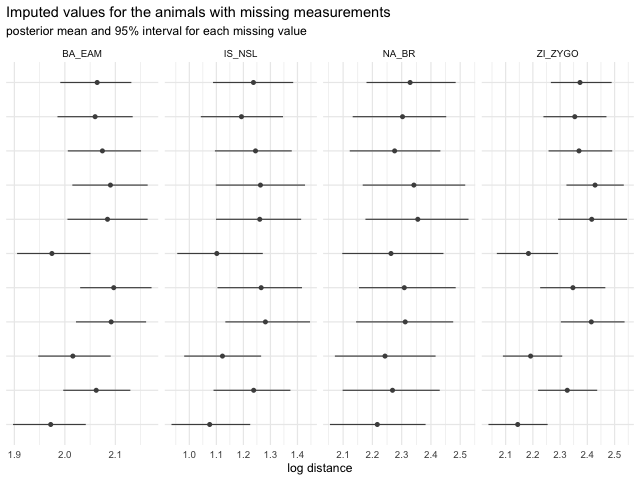 Imputed values for the animals with missing measurements
posterior mean and 95% interval for each missing value
BA_EAM IS_NSL NA_BR ZI_ZYGO
1.9 2.0 2.1 1.0 1.1 1.2 1.3 1.4 2.1 2.2 2.3 2.4 2.5 2.1 2.2 2.3 2.4 2.5
log distance